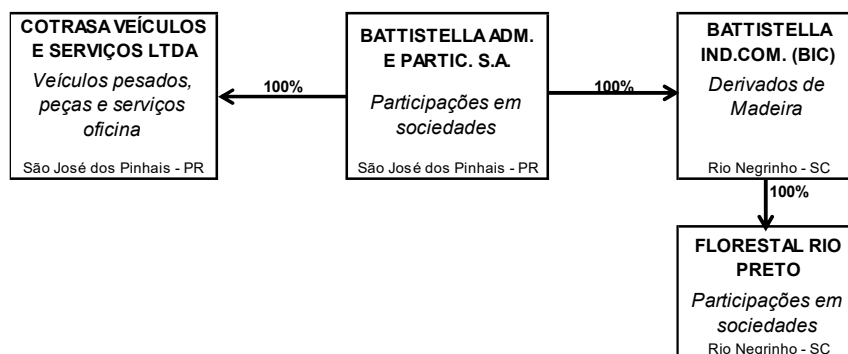 COTRASA VEÍCULOS
E SERVIÇOS LTDA
Veículos pesados,
peças e serviços
oficina
São José dos Pinhais - PR
100%
BATTISTELLA ADM.
E PARTIC. S.A.
Participações em
sociedades
São José dos Pinhais - PR
100%
BATTISTELLA
IND.COM. (BIC)
Derivados de
Madeira
Rio Negrinho - SC
100%
FLORESTAL RIO
PRETO
Participações em
sociedades
Rio Negrinho - SC